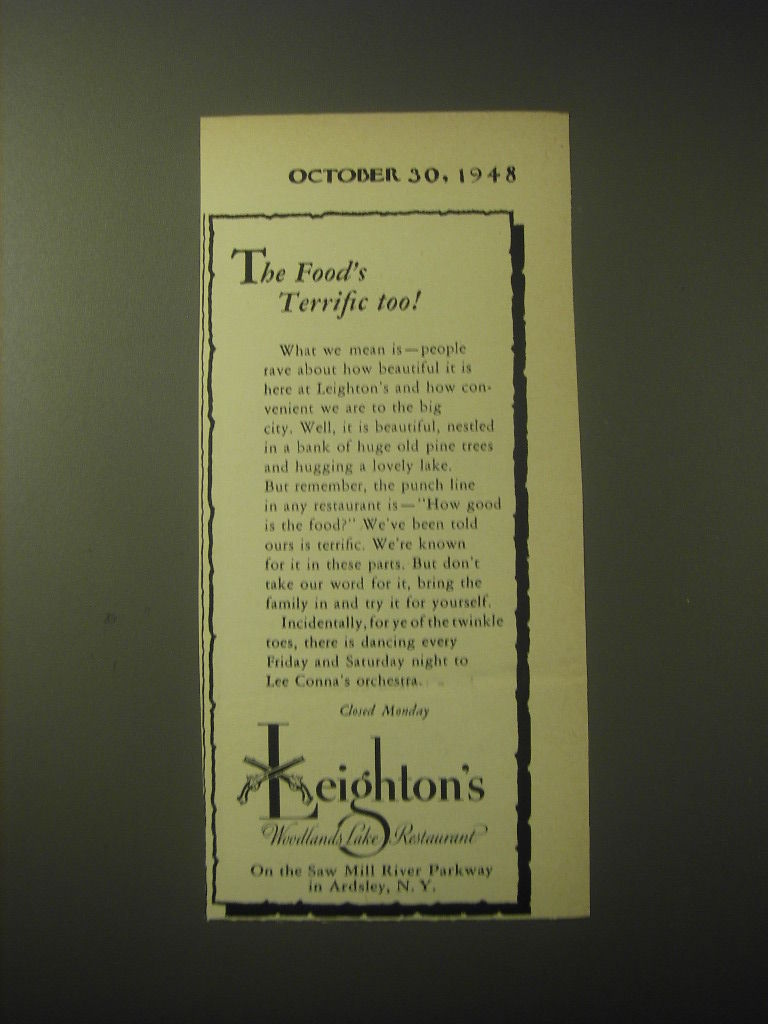 OCTOBER 30, 1948
The Food's
Terrific too!
What we mean is—people
rave about how beautiful it is
here at Leighton's and how con-
venient we are to the big
city. Well, it is beautiful, nestled
in a bank of huge old pine trees
and hugging a lovely lake.
But remember, the punch line
in any restaurant is—"How good
is the food?" We've been told
ours is terrific. We're known
for it in these parts. But don't
take our word for it, bring the
family in and try it for yourself.
Incidentally, for ye of the twinkle
toes, there is dancing every
Friday and Saturday night to
Lee Conna's orchestra.
Closed Monday
Leighton's
Woodlands Lake Restaurant
On the Saw Mill River Parkway
in Ardsley, N. Y.